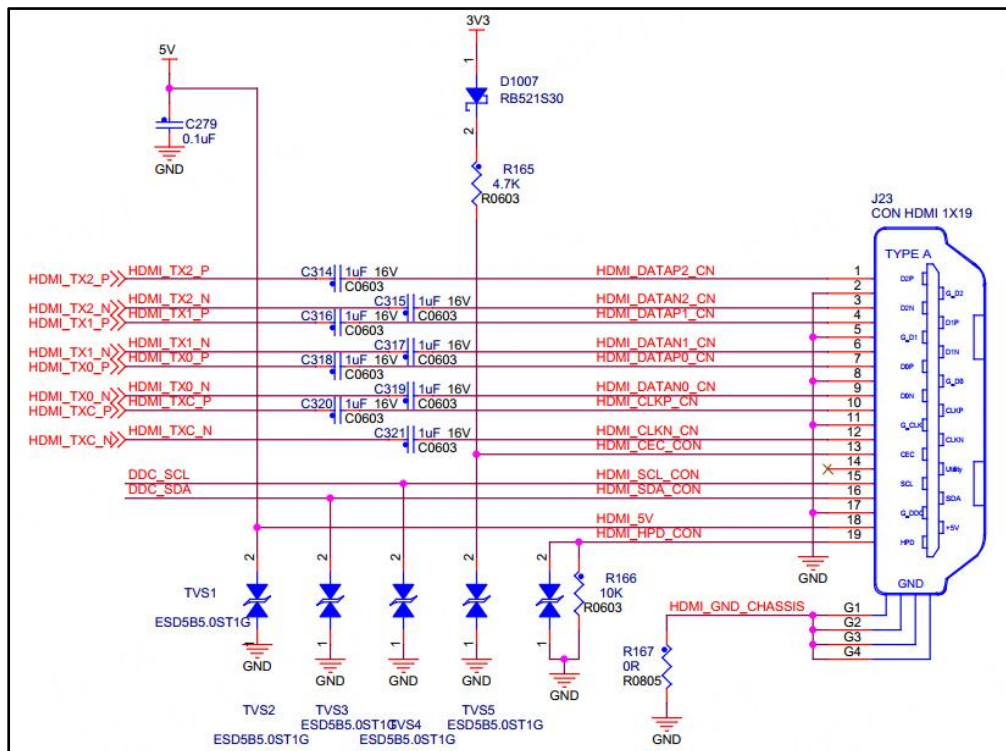 3V3
5V
1
D1007
RB521S30
2
C279
0.1uF
GND
R165
4.7K
R0603
J23
CON HDMI 1X19
TYPE A
HDMI_TX2_P HDMI_TX2_P C314 1uF 16V C0603 HDMI_DATAP2_CN 1 D2P
2 G_D2
HDMI_TX2_N HDMI_TX2_N C315 1uF 16V C0603 HDMI_DATAN2_CN 3 D2N
HDMI_TX1_P HDMI_TX1_P C316 1uF 16V C0603 HDMI_DATAP1_CN 4 D1P
5 G_D1
HDMI_TX1_N HDMI_TX1_N C317 1uF 16V C0603 HDMI_DATAN1_CN 6 D1N
HDMI_TX0_P HDMI_TX0_P C318 1uF 16V C0603 HDMI_DATAP0_CN 7 D0P
8 G_D0
HDMI_TX0_N HDMI_TX0_N C319 1uF 16V C0603 HDMI_DATAN0_CN 9 D0N
HDMI_TXC_P HDMI_TXC_P C320 1uF 16V C0603 HDMI_CLKP_CN 10 CLKP
11 G_CLK
HDMI_TXC_N HDMI_TXC_N C321 1uF 16V C0603 HDMI_CLKN_CN 12 CLKN
HDMI_CEC_CON 13 CEC
14 Utility
DDC_SCL HDMI_SCL_CON 15 SCL
DDC_SDA HDMI_SDA_CON 16 SDA
17 G_DDC
HDMI_5V 18 +5V
HDMI_HPD_CON 19 HPD
2 2 2 2 2
GND
GND
TVS1
ESD5B5.0ST1G
R166
10K
R0603
1 1 1 1 1
GND GND GND GND GND
HDMI_GND_CHASSIS
G1
G2
G3
G4
R167
0R
R0805
GND
TVS2
ESD5B5.0ST1G
TVS3
ESD5B5.0ST1G
TVS4
ESD5B5.0ST1G
TVS5
ESD5B5.0ST1G